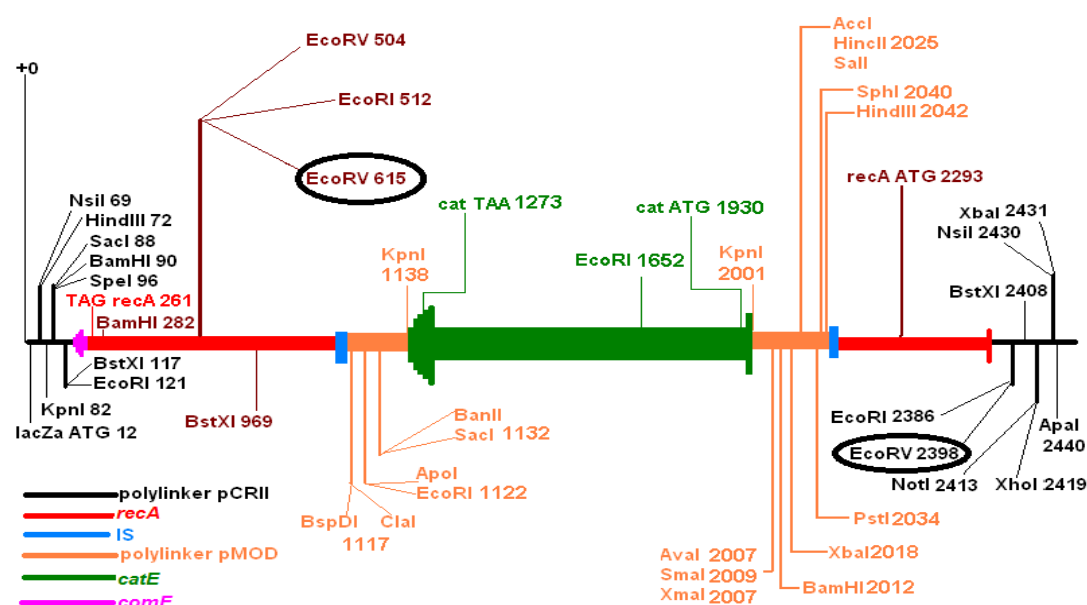 +0
EcoRV 504
EcoRI 512
EcoRV 615
NsiI 69
HindIII 72
SacI 88
BamHI 90
SpeI 96
TAG recA 261
BamHI 282
BstXI 117
EcoRI 121
KpnI 82
lacZa ATG 12
BstXI 969
KpnI
1138
cat TAA 1273
EcoRI 1652
cat ATG 1930
KpnI
2001
AccI
HincII 2025
SalI
SphI 2040
HindIII 2042
recA ATG 2293
XbaI 2431
NsiI 2430
BstXI 2408
BanII
SacI 1132
ApoI
EcoRI 1122
BspDI ClaI
1117
EcoRI 2386
EcoRV 2398
NotI 2413
XhoI 2419
ApaI
2440
PstI 2034
XbaI2018
BamHI2012
AvaI 2007
SmaI 2009
XmaI 2007
polylinker pCRII
recA
IS
polylinker pMOD
catE
comF